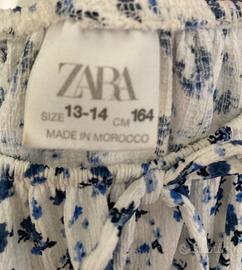 ZARA
SIZE 13-14 CM 164
MADE IN MOROCCO